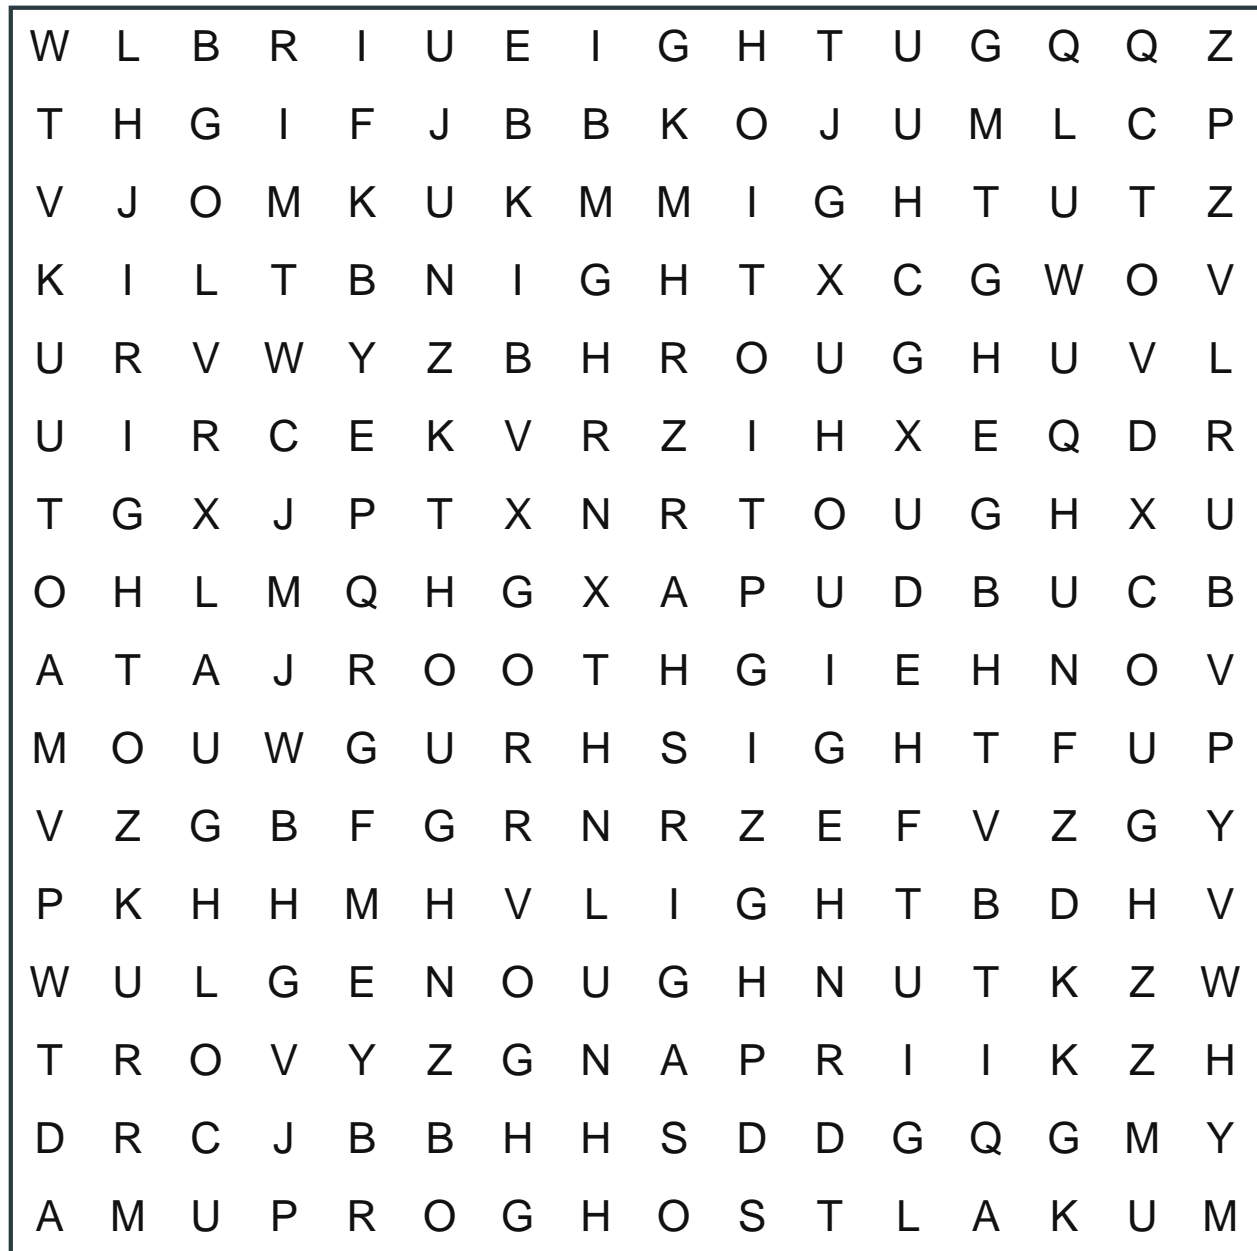 W L B R I U E I G H T U G Q Q Z
T H G I F J B B K O J U M L C P
V J O M K U K M M I G H T U T Z
K I L T B N I G H T X C G W O V
U R V W Y Z B H R O U G H U V L
U I R C E K V R Z I H X E Q D R
T G X J P T X N R T O U G H X U
O H L M Q H G X A P U D B U C B
A T A J R O O T H G I E H N O V
M O U W G U R H S I G H T F U P
V Z G B F G R N R Z E F V Z G Y
P K H H M H V L I G H T B D H V
W U L G E N O U G H N U T K Z W
T R O V Y Z G N A P R I I K Z H
D R C J B B H H S D D G Q G M Y
A M U P R O G H O S T L A K U M